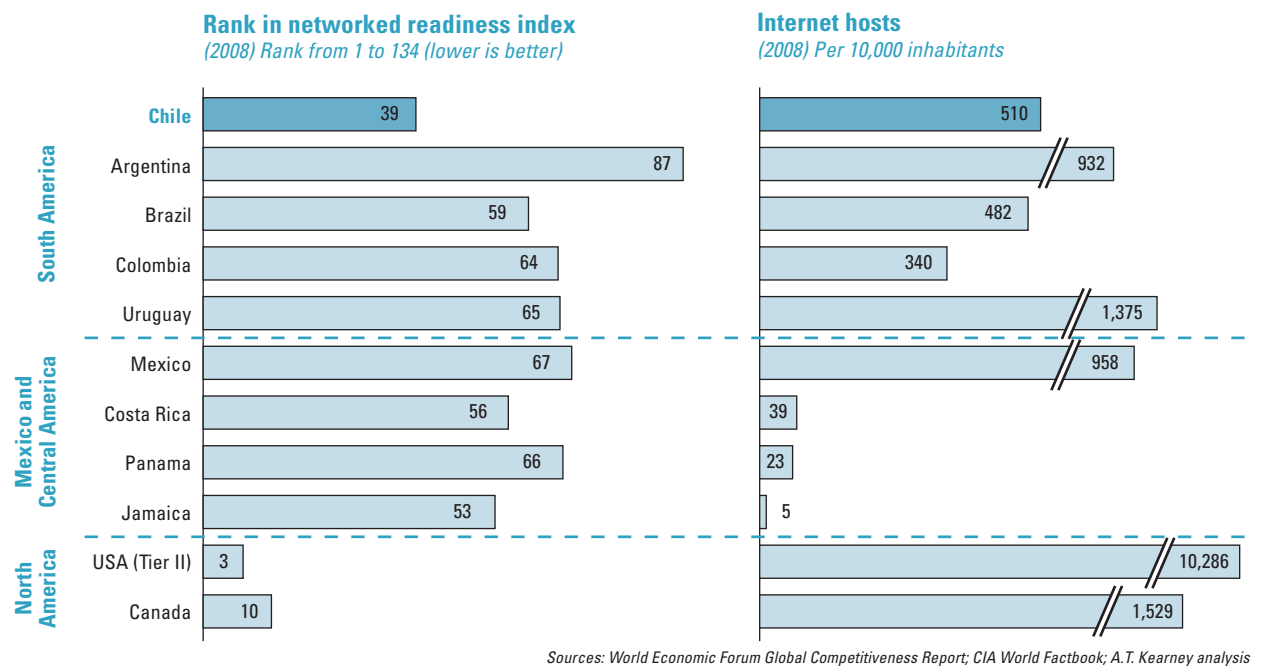 Rank in networked readiness index
(2008) Rank from 1 to 134 (lower is better)
Internet hosts
(2008) Per 10,000 inhabitants
South America
Chile 39 510
Argentina 87 932
Brazil 59 482
Colombia 64 340
Uruguay 65 1,375
Mexico and
Central America
Mexico 67 958
Costa Rica 56 39
Panama 66 23
Jamaica 53 5
North
America
USA (Tier II) 3 10,286
Canada 10 1,529
Sources: World Economic Forum Global Competitiveness Report; CIA World Factbook; A.T. Kearney analysis